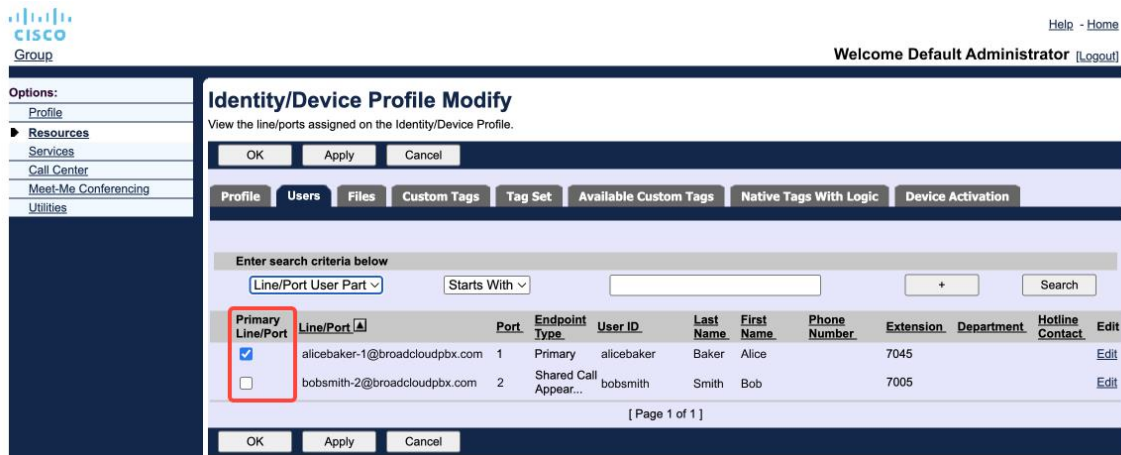 CISCO
Help - Home
Group
Welcome Default Administrator [Logout]
Options:
Profile
Resources
Services
Call Center
Meet-Me Conferencing
Utilities
Identity/Device Profile Modify
View the line/ports assigned on the Identity/Device Profile.
OK Apply Cancel
Profile Users Files Custom Tags Tag Set Available Custom Tags Native Tags With Logic Device Activation
Enter search criteria below
Line/Port User Part Starts With + Search
Primary Line/Port Line/Port Port Endpoint Type User ID Last Name First Name Phone Number Extension Department Hotline Contact Edit
alicebaker-1@broadcloudpbx.com 1 Primary alicebaker Baker Alice 7045 Edit
bobsmith-2@broadcloudpbx.com 2 Shared Call Appear... bobsmith Smith Bob 7005 Edit
[ Page 1 of 1 ]
OK Apply Cancel